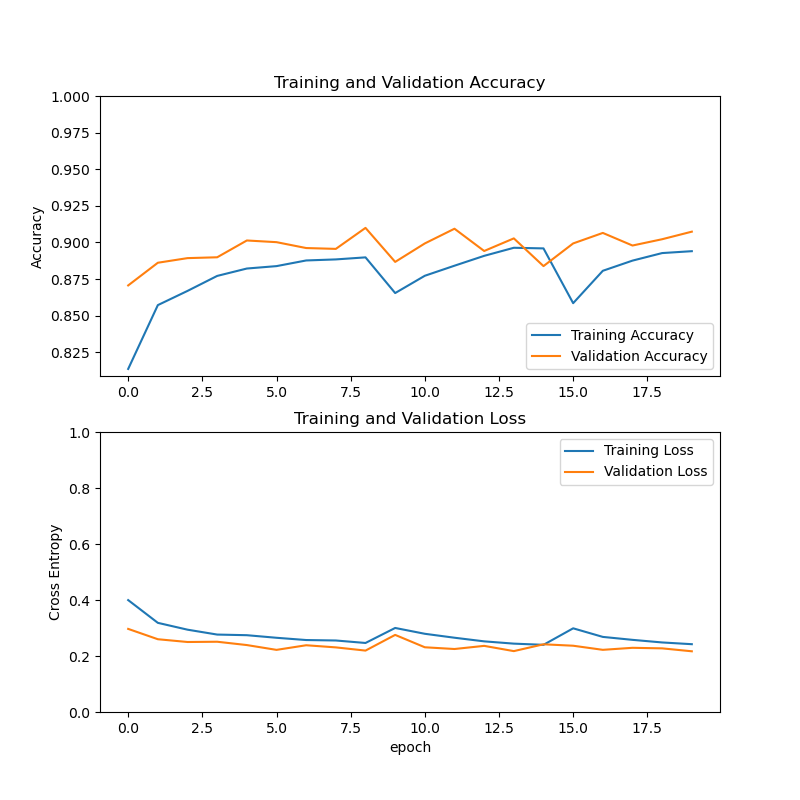 Training and Validation Accuracy
1.000
0.975
0.950
0.925
0.900
0.875
0.850
0.825
Accuracy
Training Accuracy
Validation Accuracy
0.0 2.5 5.0 7.5 10.0 12.5 15.0 17.5
Training and Validation Loss
1.0
0.8
0.6
0.4
0.2
0.0
Cross Entropy
Training Loss
Validation Loss
0.0 2.5 5.0 7.5 10.0 12.5 15.0 17.5
epoch